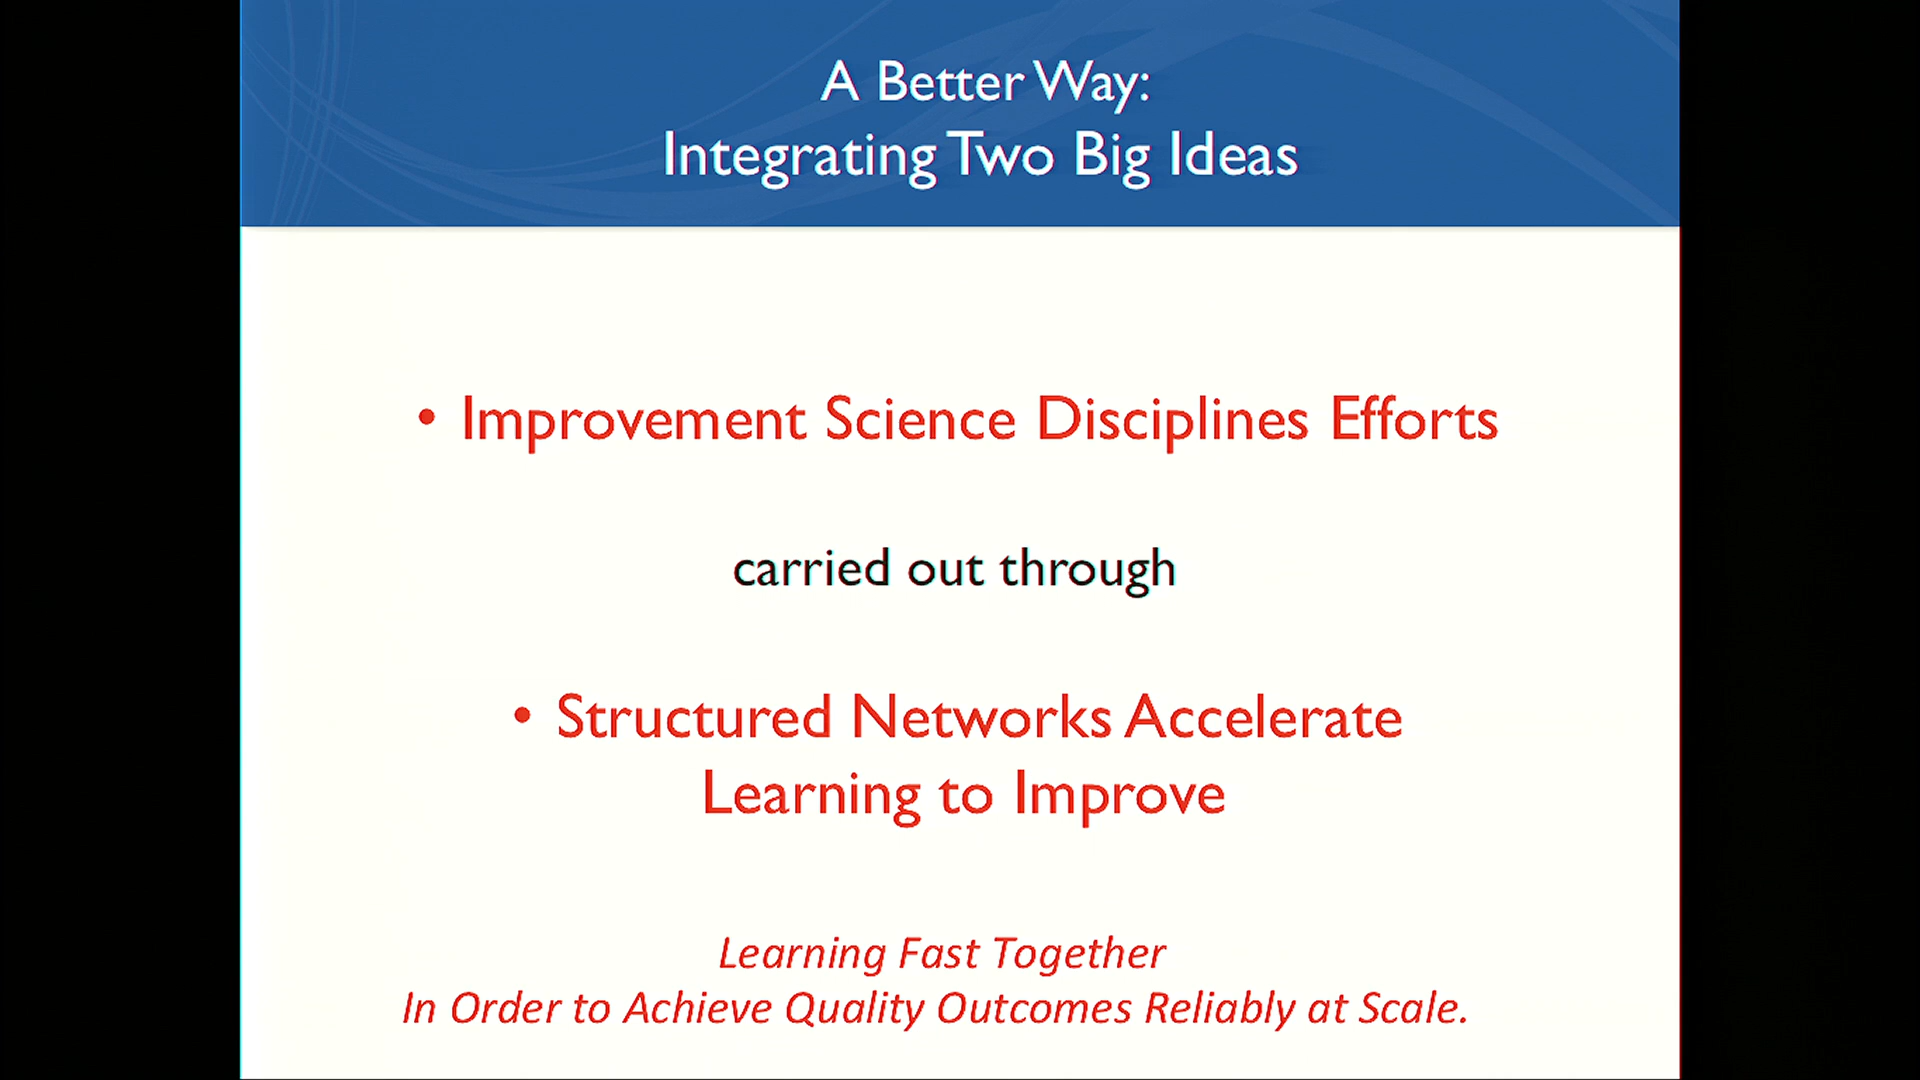 A Better Way:
Integrating Two Big Ideas
• Improvement Science Disciplines Efforts
carried out through
• Structured Networks Accelerate
Learning to Improve
Learning Fast Together
In Order to Achieve Quality Outcomes Reliably at Scale.